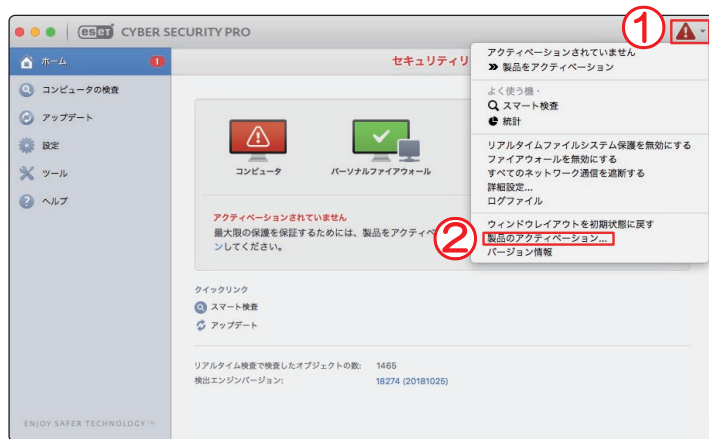 eset CYBER SECURITY PRO
①
ホーム
1
コンピュータの検査
アップデート
設定
ツール
ヘルプ
ENJOY SAFER TECHNOLOGY™
セキュリティリ
コンピュータ
パーソナルファイアウォール
アクティベーションされていません
最大限の保護を保証するためには、製品をアクティベ
ンしてください。
クイックリンク
スマート検査
アップデート
リアルタイム検査で検査したオブジェクトの数: 1465
検出エンジンバージョン: 18274 (20181025)
アクティベーションされていません
製品をアクティベーション
よく使う機・
スマート検査
統計
リアルタイムファイルシステム保護を無効にする
ファイアウォールを無効にする
すべてのネットワーク通信を遮断する
詳細設定...
ログファイル
ウィンドウレイアウトを初期状態に戻す
②
製品のアクティベーション...
バージョン情報